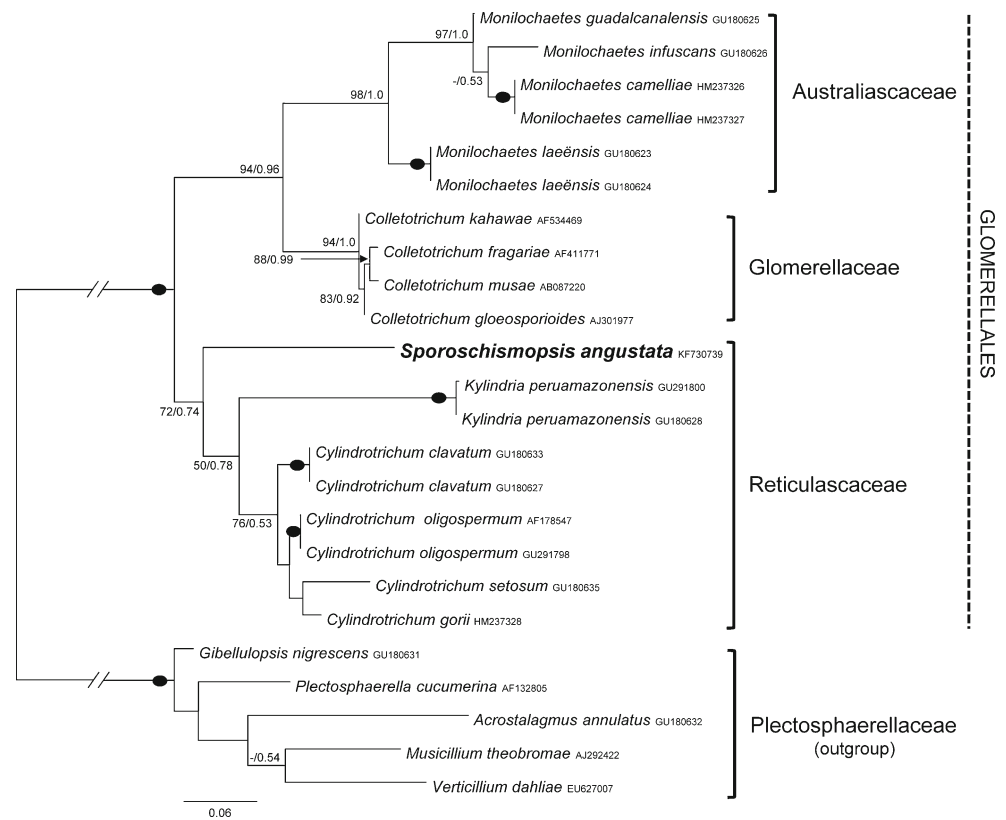 Monilochaetes guadalcanalensis GU180625
97/1.0
Monilochaetes infuscans GU180626
-/0.53
Monilochaetes camelliae HM237326
Australiascaceae
98/1.0
Monilochaetes camelliae HM237327
Monilochaetes laeënsis GU180623
94/0.96
Monilochaetes laeënsis GU180624
Colletotrichum kahawae AF534469
94/1.0
Colletotrichum fragariae AF411771
88/0.99
Glomerellaceae
Colletotrichum musae AB087220
83/0.92
Colletotrichum gloeosporioides AJ301977
GLOMERELLALES
Sporoschismopsis angustata KF730739
Kylindria peruamazonensis GU291800
72/0.74
Kylindria peruamazonensis GU180628
Cylindrotrichum clavatum GU180633
50/0.78
Cylindrotrichum clavatum GU180627
Reticulascaceae
Cylindrotrichum oligospermum AF178547
76/0.53
Cylindrotrichum oligospermum GU291798
Cylindrotrichum setosum GU180635
Cylindrotrichum gorii HM237328
Gibellulopsis nigrescens GU180631
Plectosphaerella cucumerina AF132805
Acrostalagmus annulatus GU180632
Plectosphaerellaceae
(outgroup)
-/0.54
Musicillium theobromae AJ292422
Verticillium dahliae EU627007
0.06